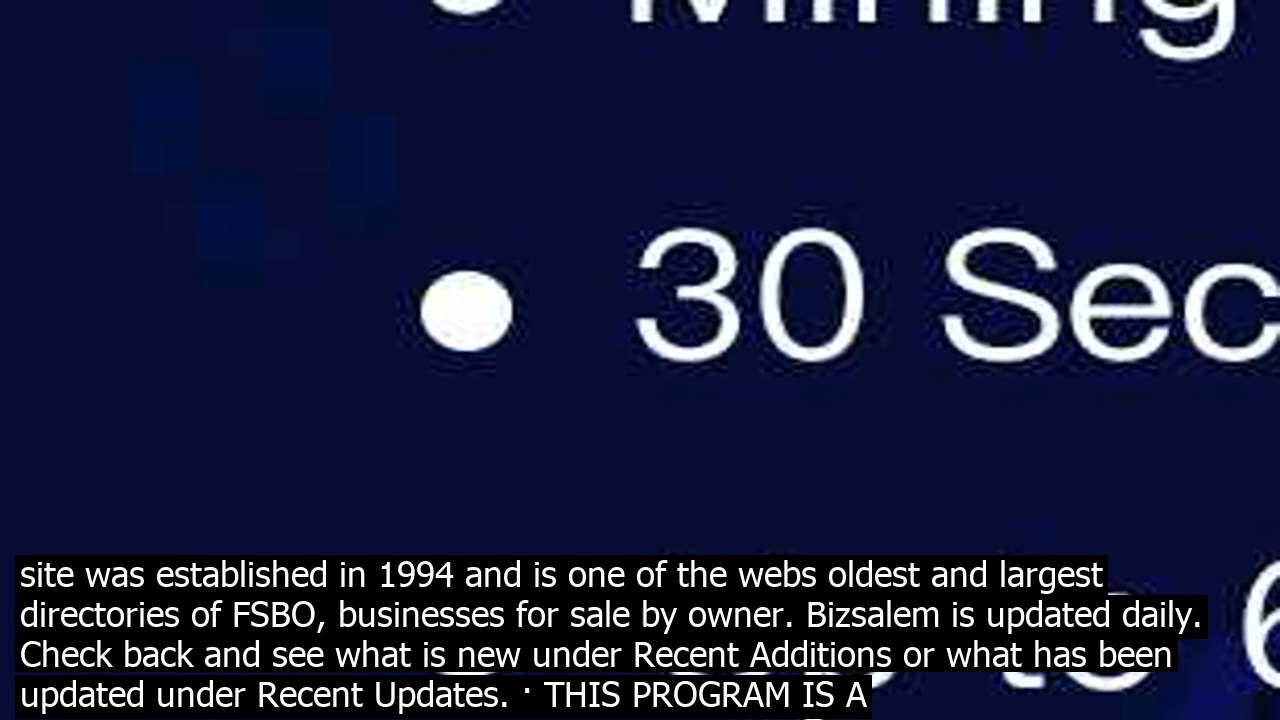 30 Sec
to 6
site was established in 1994 and is one of the webs oldest and largest
directories of FSBO, businesses for sale by owner. Bizsalem is updated daily.
Check back and see what is new under Recent Additions or what has been
updated under Recent Updates. · THIS PROGRAM IS A